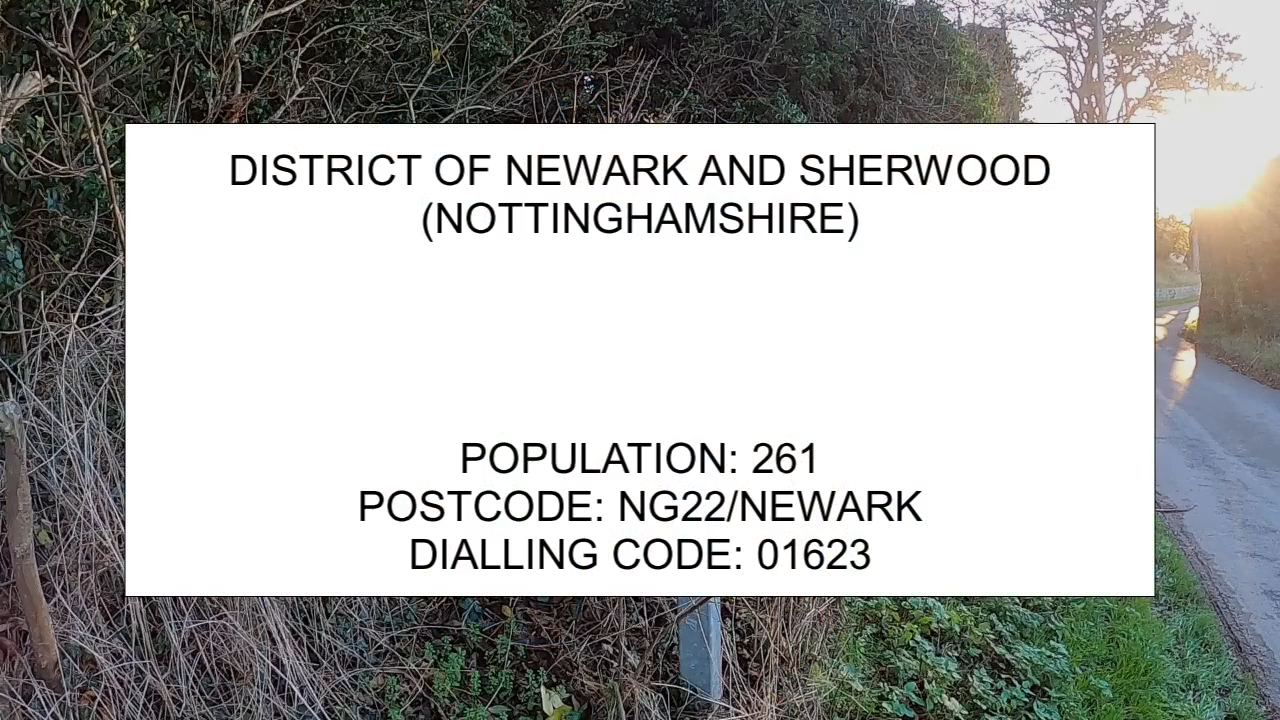 DISTRICT OF NEWARK AND SHERWOOD
(NOTTINGHAMSHIRE)
POPULATION: 261
POSTCODE: NG22/NEWARK
DIALLING CODE: 01623